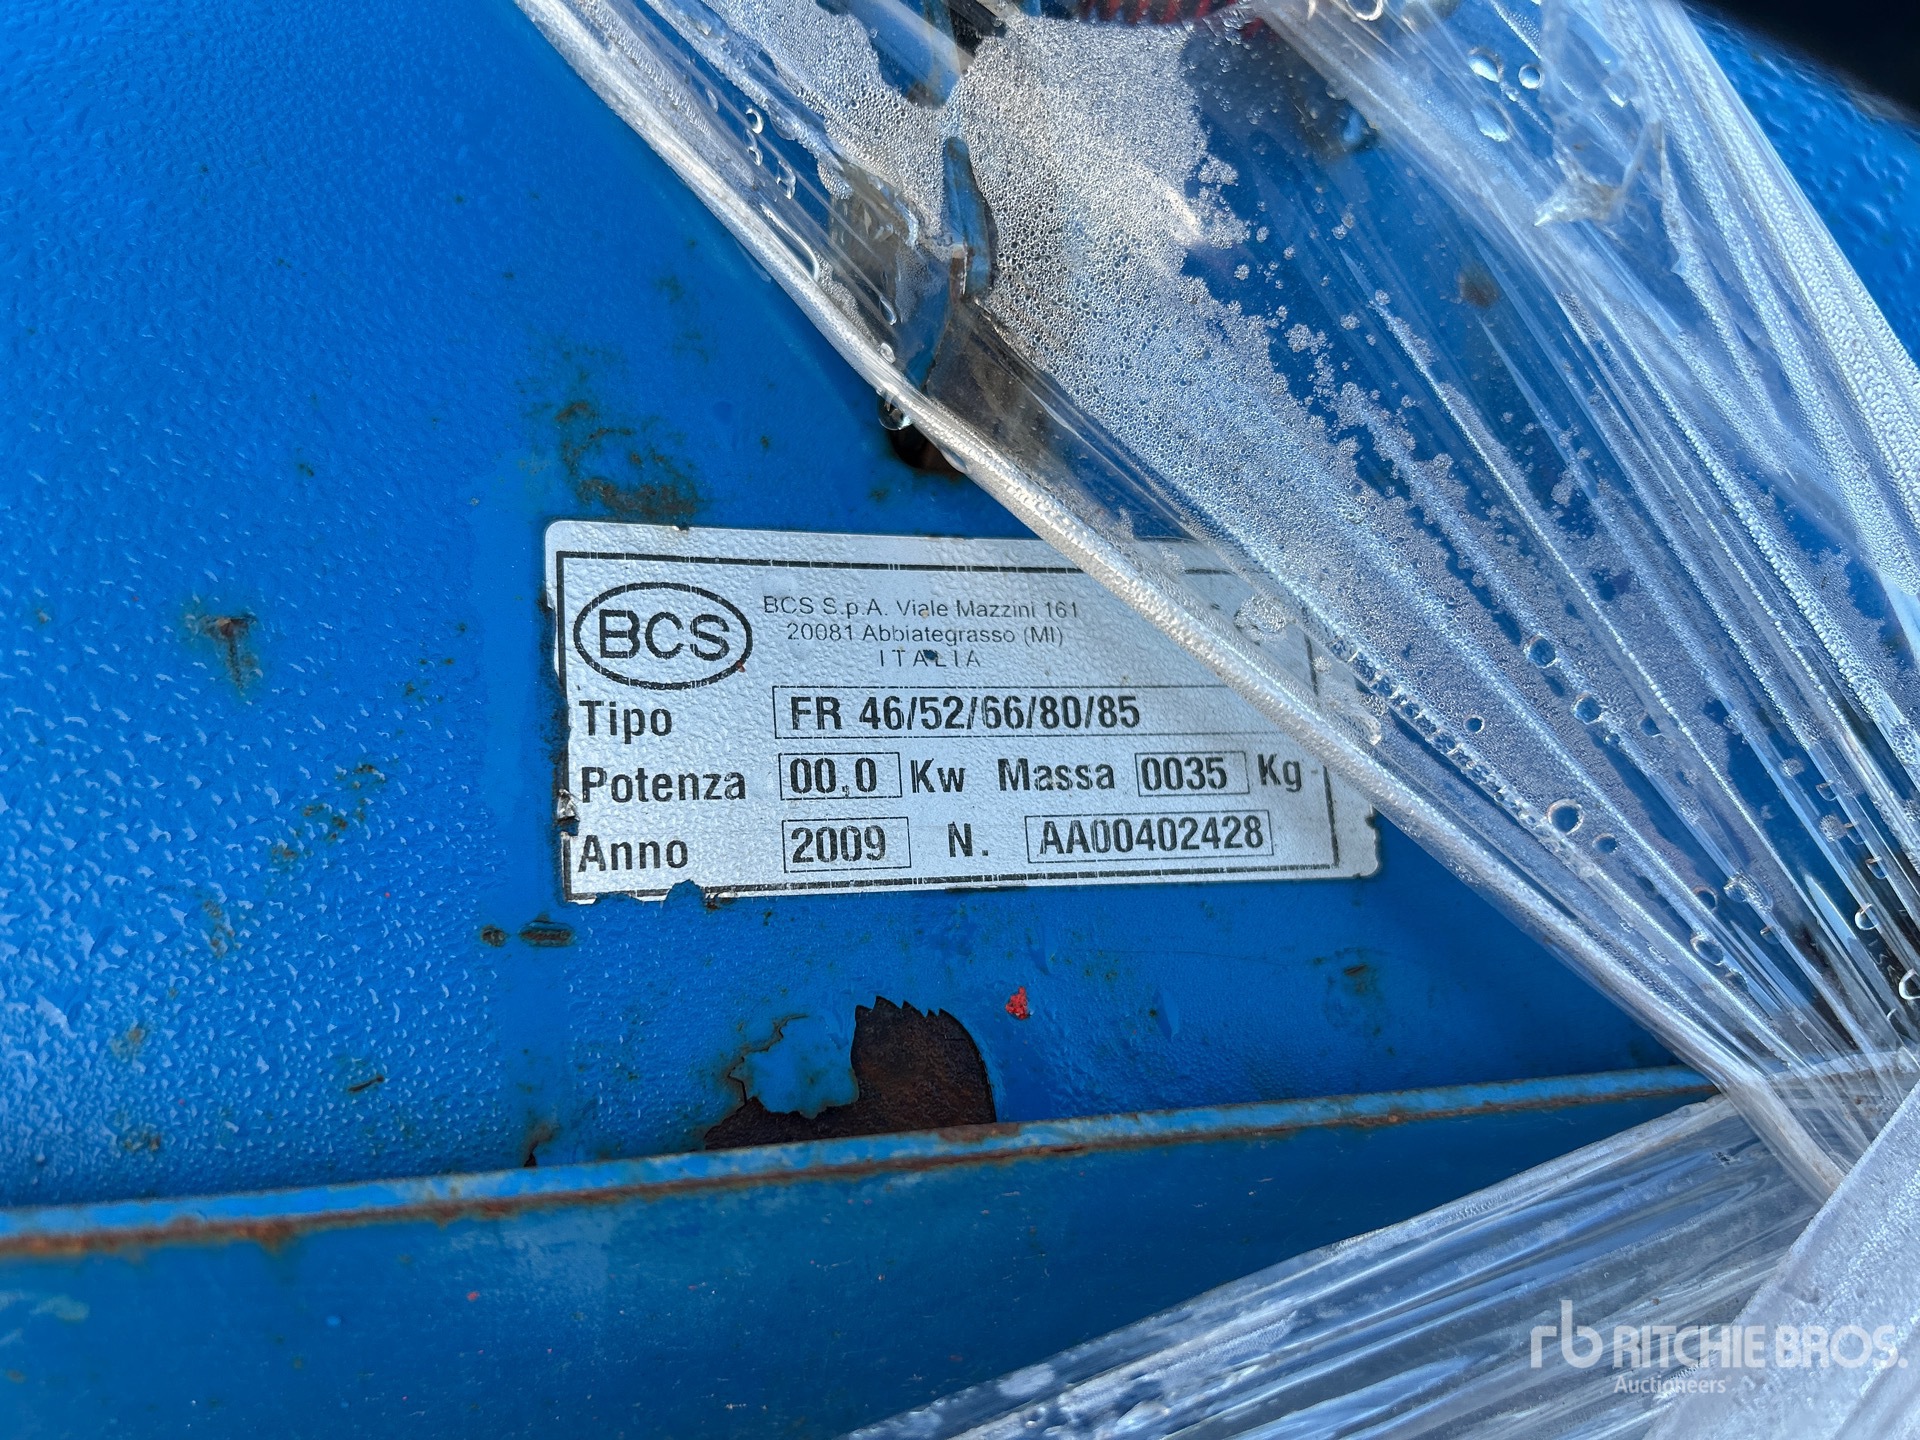 BCS
BCS S.p.A. Viale Mazzini 161
20081 Abbiategrasso (MI)
ITALIA
Tipo FR 46/52/66/80/85
Potenza 00,0 Kw Massa 0035 Kg
Anno 2009 N. AA00402428
rb RITCHIE BROS.
Auctioneers